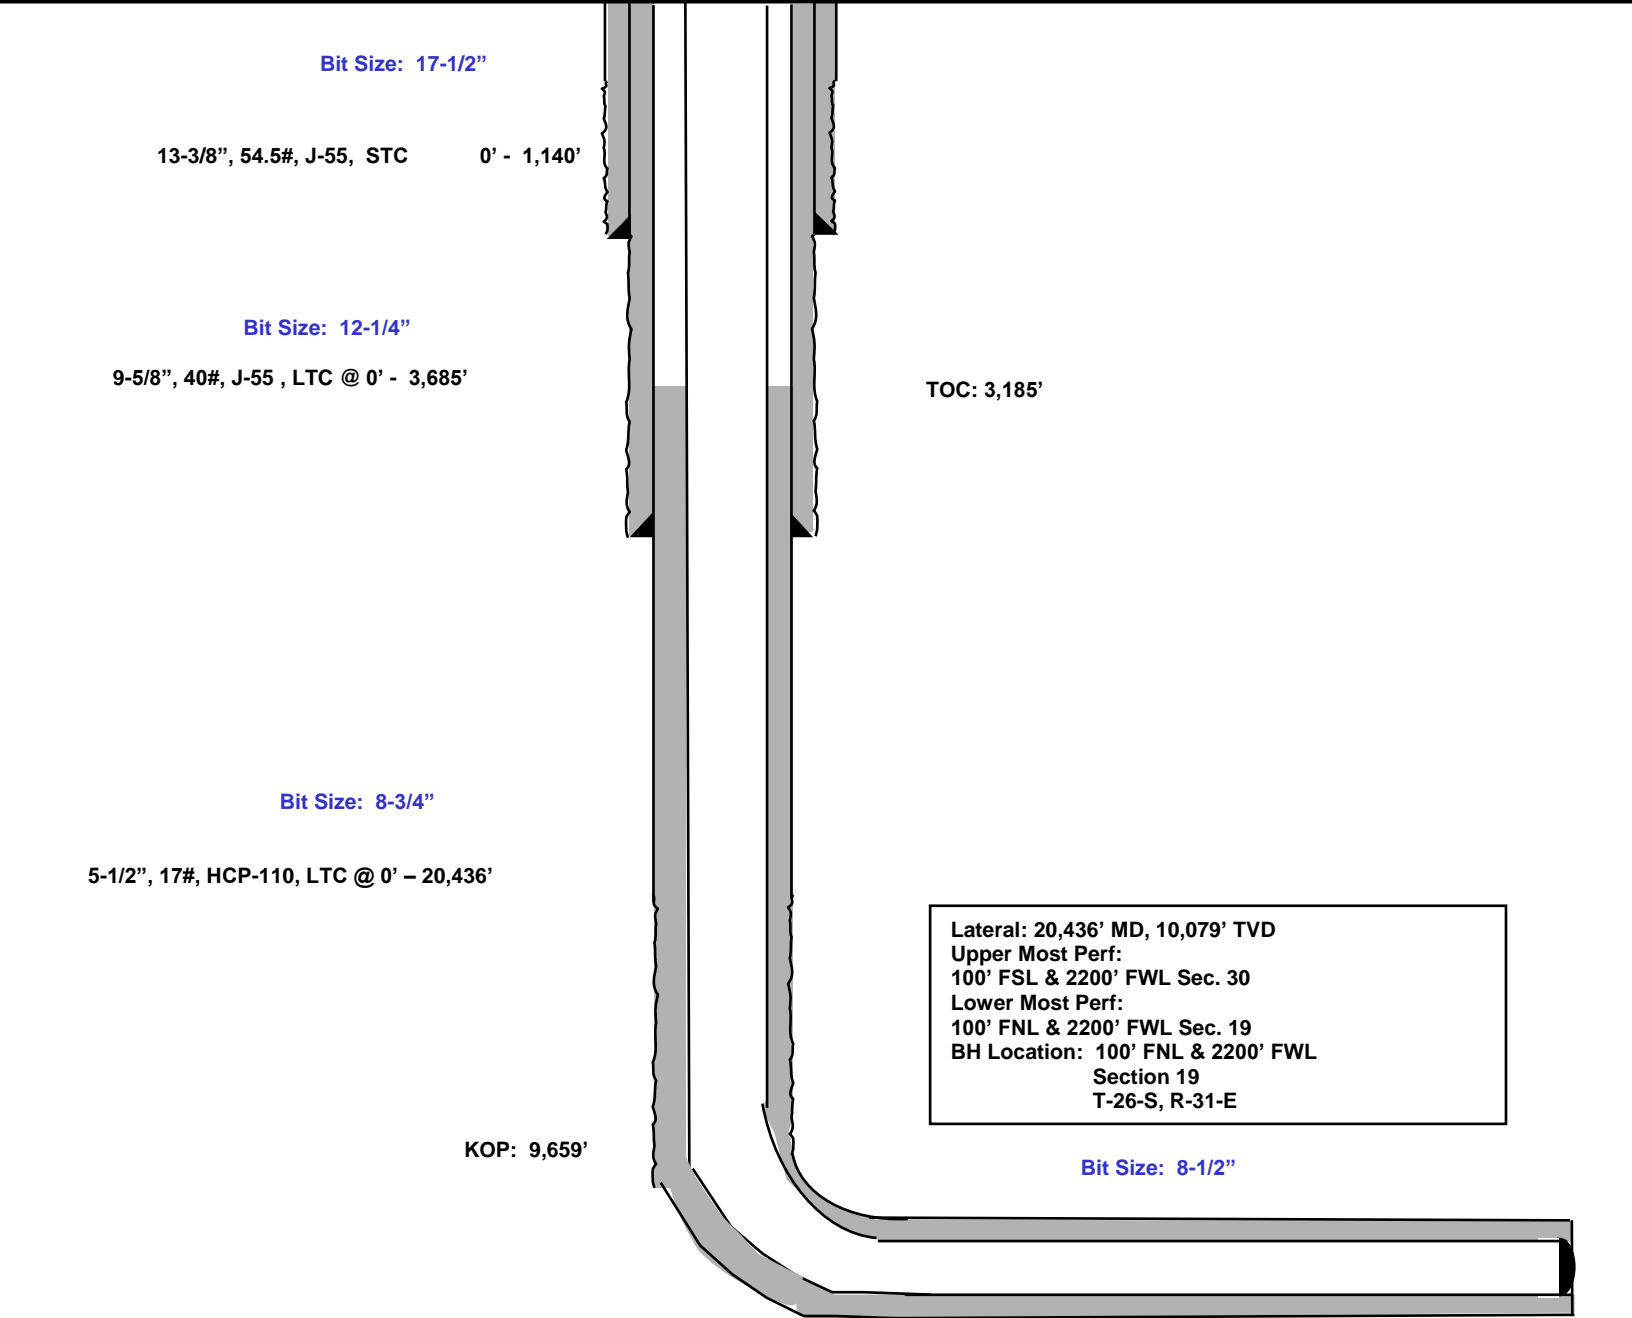 Bit Size: 17-1/2”
13-3/8”, 54.5#, J-55, STC 0’ - 1,140’
Bit Size: 12-1/4”
9-5/8”, 40#, J-55 , LTC @ 0’ - 3,685’
TOC: 3,185’
Bit Size: 8-3/4”
5-1/2”, 17#, HCP-110, LTC @ 0’ – 20,436’
Lateral: 20,436’ MD, 10,079’ TVD
Upper Most Perf:
100’ FSL & 2200’ FWL Sec. 30
Lower Most Perf:
100’ FNL & 2200’ FWL Sec. 19
BH Location: 100’ FNL & 2200’ FWL
Section 19
T-26-S, R-31-E
KOP: 9,659’
Bit Size: 8-1/2”